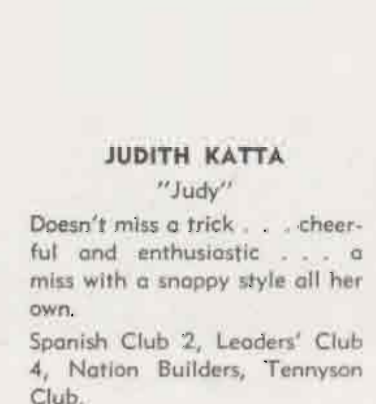 JUDITH KATTA
"Judy"
Doesn't miss a trick . . . cheer-
ful and enthusiastic . . . a
miss with a snappy style all her
own.
Spanish Club 2, Leaders' Club
4, Nation Builders, Tennyson
Club.